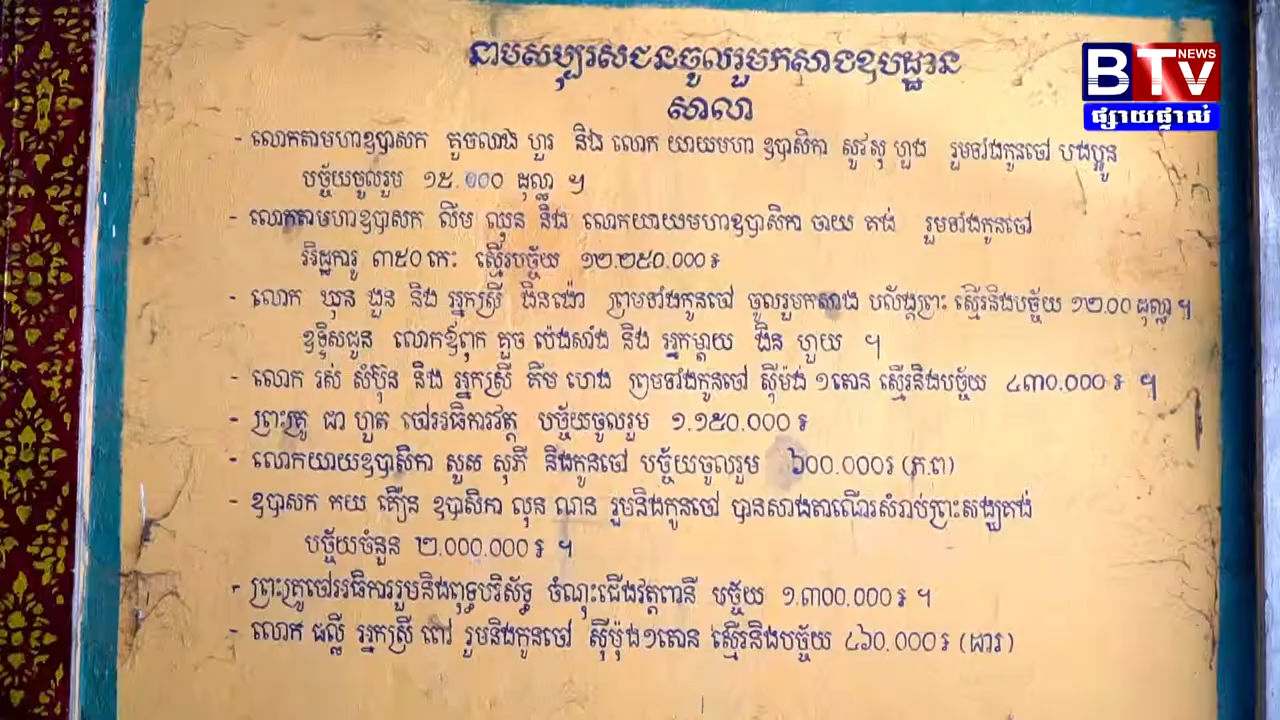 នាមសប្បុរសជនចូលរួមកសាងឧបដ្ឋាន
សាលា
BTV NEWS
ផ្សាយផ្ទាល់
- លោកតាមហាឧបាសក គួចលាង ហួរ និង លោក យាយមហា ឧបាសិកា សូវសុ ហួង រួមទាំងកូនចៅ បងប្អូន
បច្ច័យចូលរួម ១៥.០០០ ដុល្លា ។
- លោកតាមហាឧបាសក លឹម ឈុន និង លោកយាយមហាឧបាសិកា ចាយ គង់ រួមទាំងកូនចៅ
អរិដ្ឋការូ ៣៥០ កេះ ស្មើរបច្ច័យ ១២.២៥០.០០០៛
- លោក ឃុន ងួន និង អ្នកស្រី ងិនង៉ោ ព្រមទាំងកូនចៅ ចូលរួមកសាង បល័ង្គព្រះ ស្មើរនិងបច្ច័យ ១២០០ ដុល្លា ។
ឧទ្ទិសជូន លោកឪពុក គួច ប៉េងសាំង និង អ្នកម្តាយ ងិន ហួយ ។
- លោក រស់ សំប៊ុន និង អ្នកស្រី គឹម ហេង ព្រមទាំងកូនចៅ ស៊ីម៉ង់ ១តោន ស្មើរនិងបច្ច័យ ៤៣០.០០០៛ ។
- ព្រះគ្រូ ជា ហួត ចៅអធិការវត្ត បច្ច័យចូលរួម ១.១៥០.០០០៛
- លោកយាយឧបាសិកា សួស សុភី និងកូនចៅ បច្ច័យចូលរួម ៦០០.០០០៛ (ភ.ព)
- ឧបាសក កយ គឿន ឧបាសិកា លុន ណន រួមនិងកូនចៅ បានសាងតាណើរសំរាប់ព្រះសង្ឃគង់
បច្ច័យចំនួន ២.០០០.០០០៛ ។
- ព្រះគ្រូចៅអធិការរួមនិងពុទ្ធបរិស័ទ្ធ ចំណុះជើងវត្តពានី បច្ច័យ ១.៣០០.០០០៛ ។
- លោក ផល្លី អ្នកស្រី ពៅ រួមនិងកូនចៅ ស៊ីម៉ុង១តោន ស្មើរនិងបច្ច័យ ៤៦០.០០០៛ (ដារ)